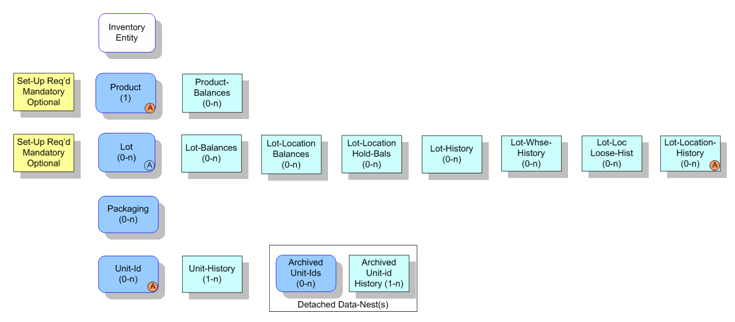 Inventory
Entity
Set-Up Req'd
Mandatory
Optional
Product
(1)
A
Product-
Balances
(0-n)
Set-Up Req'd
Mandatory
Optional
Lot
(0-n)
A
Lot-Balances
(0-n)
Lot-Location
Balances
(0-n)
Lot-Location
Hold-Bals
(0-n)
Lot-History
(0-n)
Lot-Whse-
History
(0-n)
Lot-Loc
Loose-Hist
(0-n)
Lot-Location-
History
(0-n)
A
Packaging
(0-n)
Unit-Id
(0-n)
A
Unit-History
(1-n)
Archived
Unit-Ids
(0-n)
Archived
Unit-id
History (1-n)
Detached Data-Nest(s)